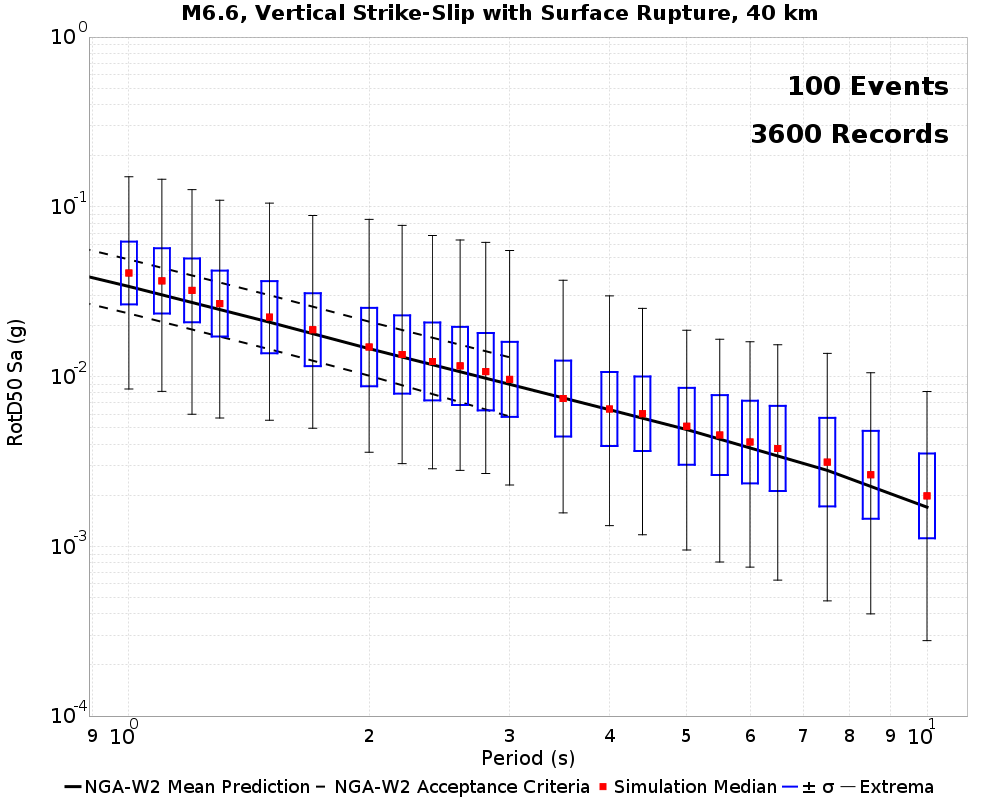 M6.6, Vertical Strike-Slip with Surface Rupture, 40 km
100 Events
3600 Records
RotD50 Sa (g)
10^0
10^-1
10^-2
10^-3
10^-4
9 10^0 2 3 4 5 6 7 8 9 10^1
Period (s)
NGA-W2 Mean Prediction NGA-W2 Acceptance Criteria Simulation Median ± σ Extrema